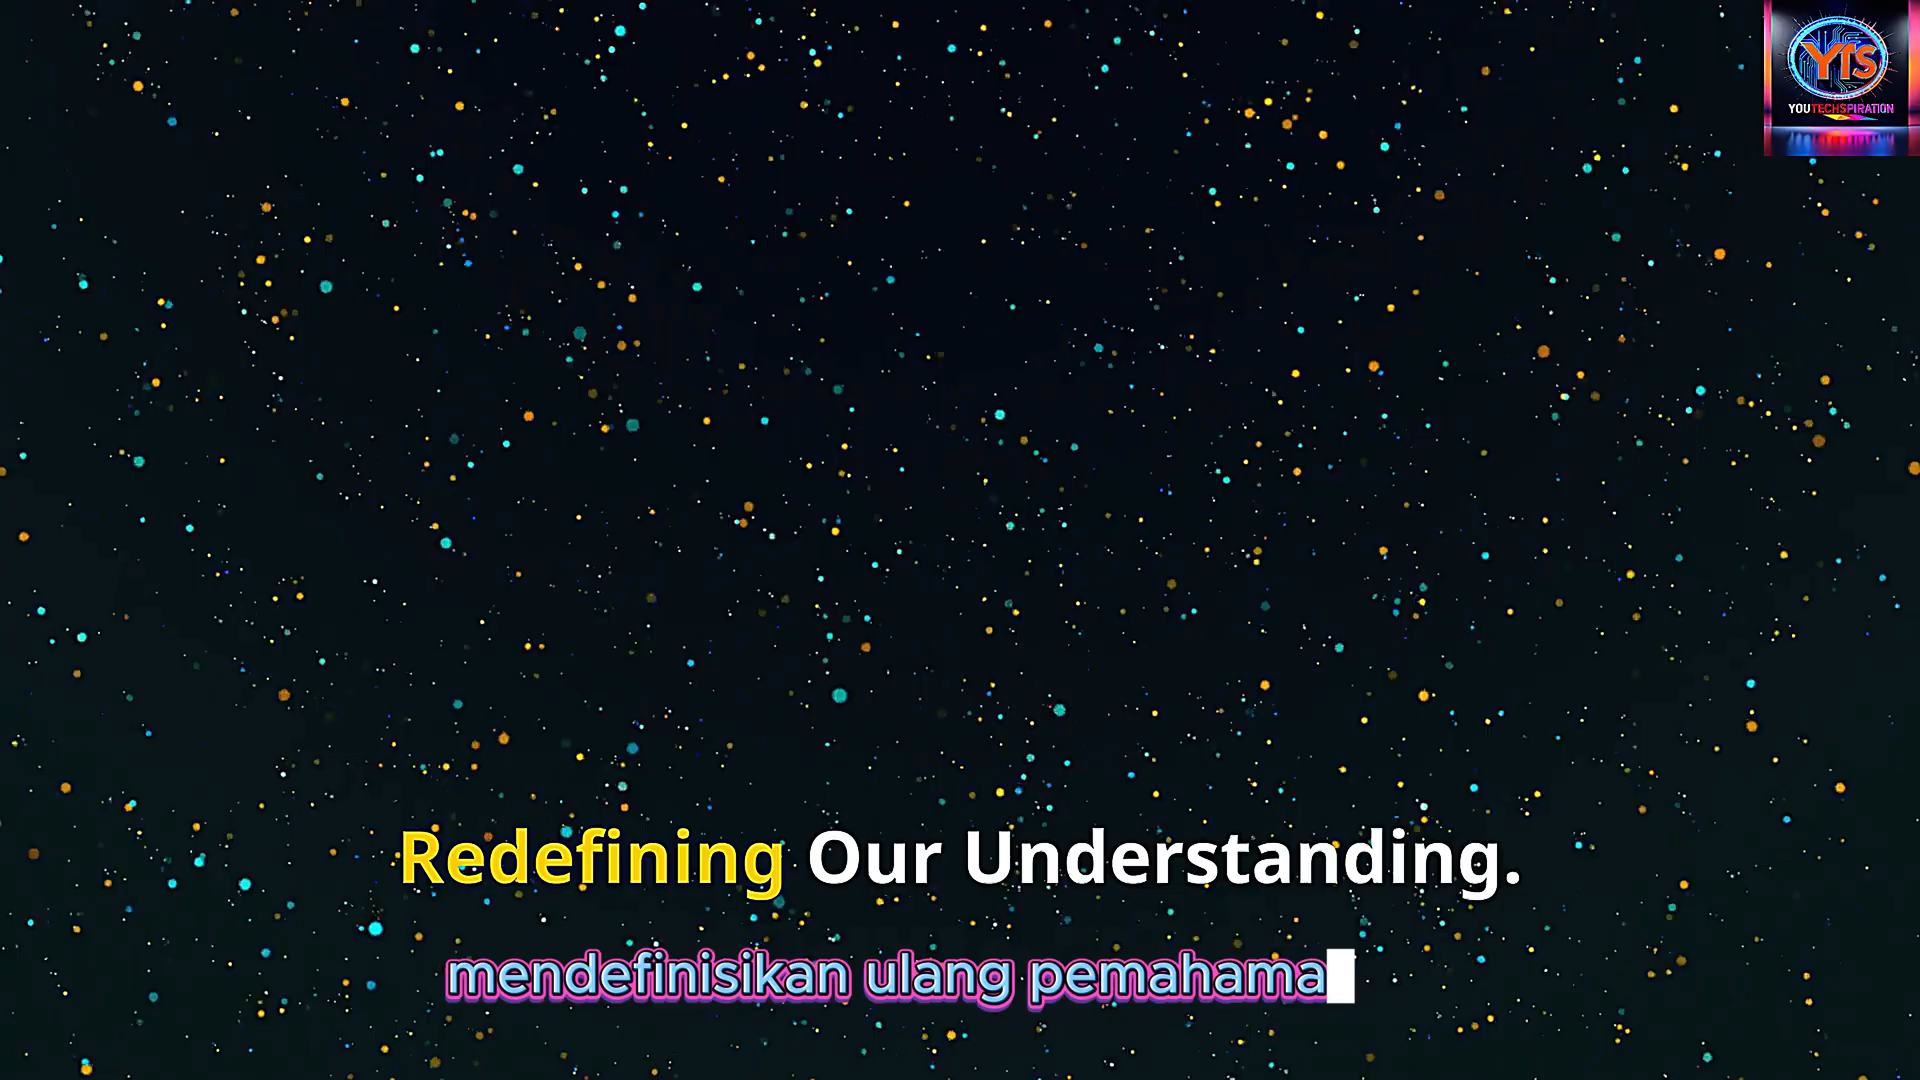 YTS
YOUTECHSPIRATION
Redefining Our Understanding.
mendefinisikan ulang pemahama